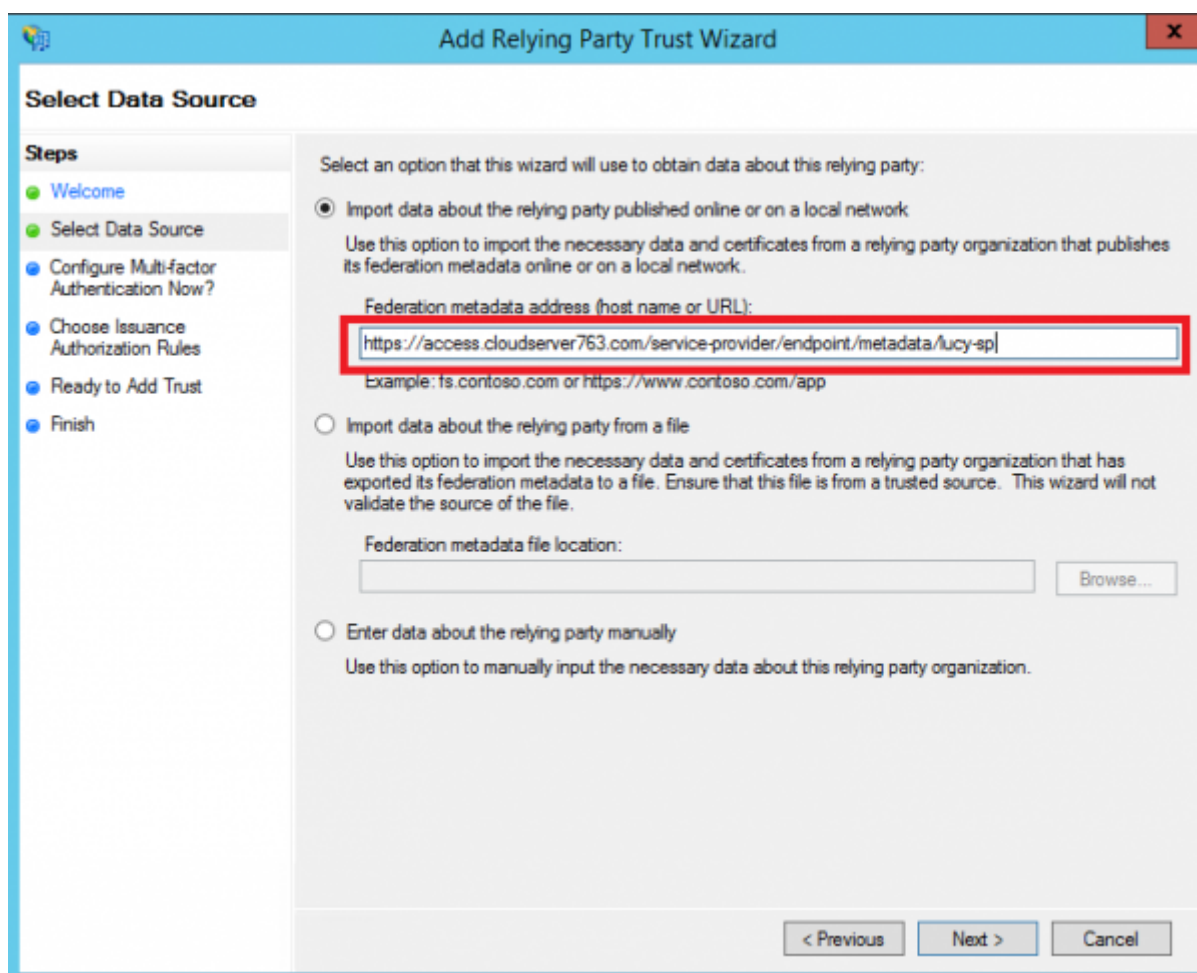 Add Relying Party Trust Wizard
x
Select Data Source
Steps
Welcome
Select Data Source
Configure Multi-factor
Authentication Now?
Choose Issuance
Authorization Rules
Ready to Add Trust
Finish
Select an option that this wizard will use to obtain data about this relying party:
Import data about the relying party published online or on a local network
Use this option to import the necessary data and certificates from a relying party organization that publishes
its federation metadata online or on a local network.
Federation metadata address (host name or URL):
https://access.cloudserver763.com/service-provider/endpoint/metadata/lucy-sp
Example: fs.contoso.com or https://www.contoso.com/app
Import data about the relying party from a file
Use this option to import the necessary data and certificates from a relying party organization that has
exported its federation metadata to a file. Ensure that this file is from a trusted source.  This wizard will not
validate the source of the file.
Federation metadata file location:
Browse...
Enter data about the relying party manually
Use this option to manually input the necessary data about this relying party organization.
< Previous
Next >
Cancel